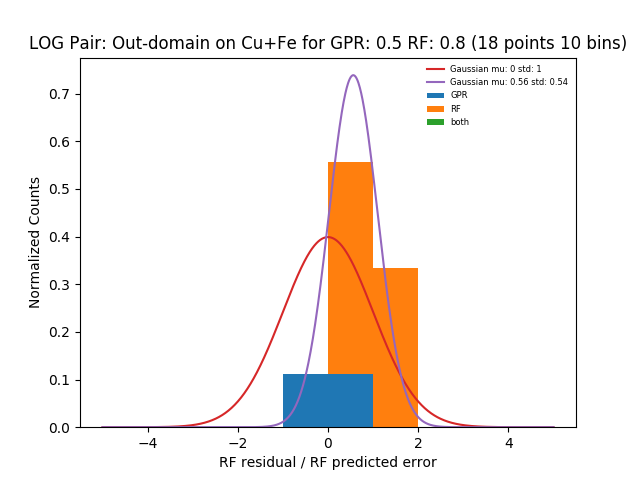 LOG Pair: Out-domain on Cu+Fe for GPR: 0.5 RF: 0.8 (18 points 10 bins)
Gaussian mu: 0 std: 1
Gaussian mu: 0.56 std: 0.54
GPR
RF
both
Normalized Counts
0.7
0.6
0.5
0.4
0.3
0.2
0.1
0.0
−4 −2 0 2 4
RF residual / RF predicted error